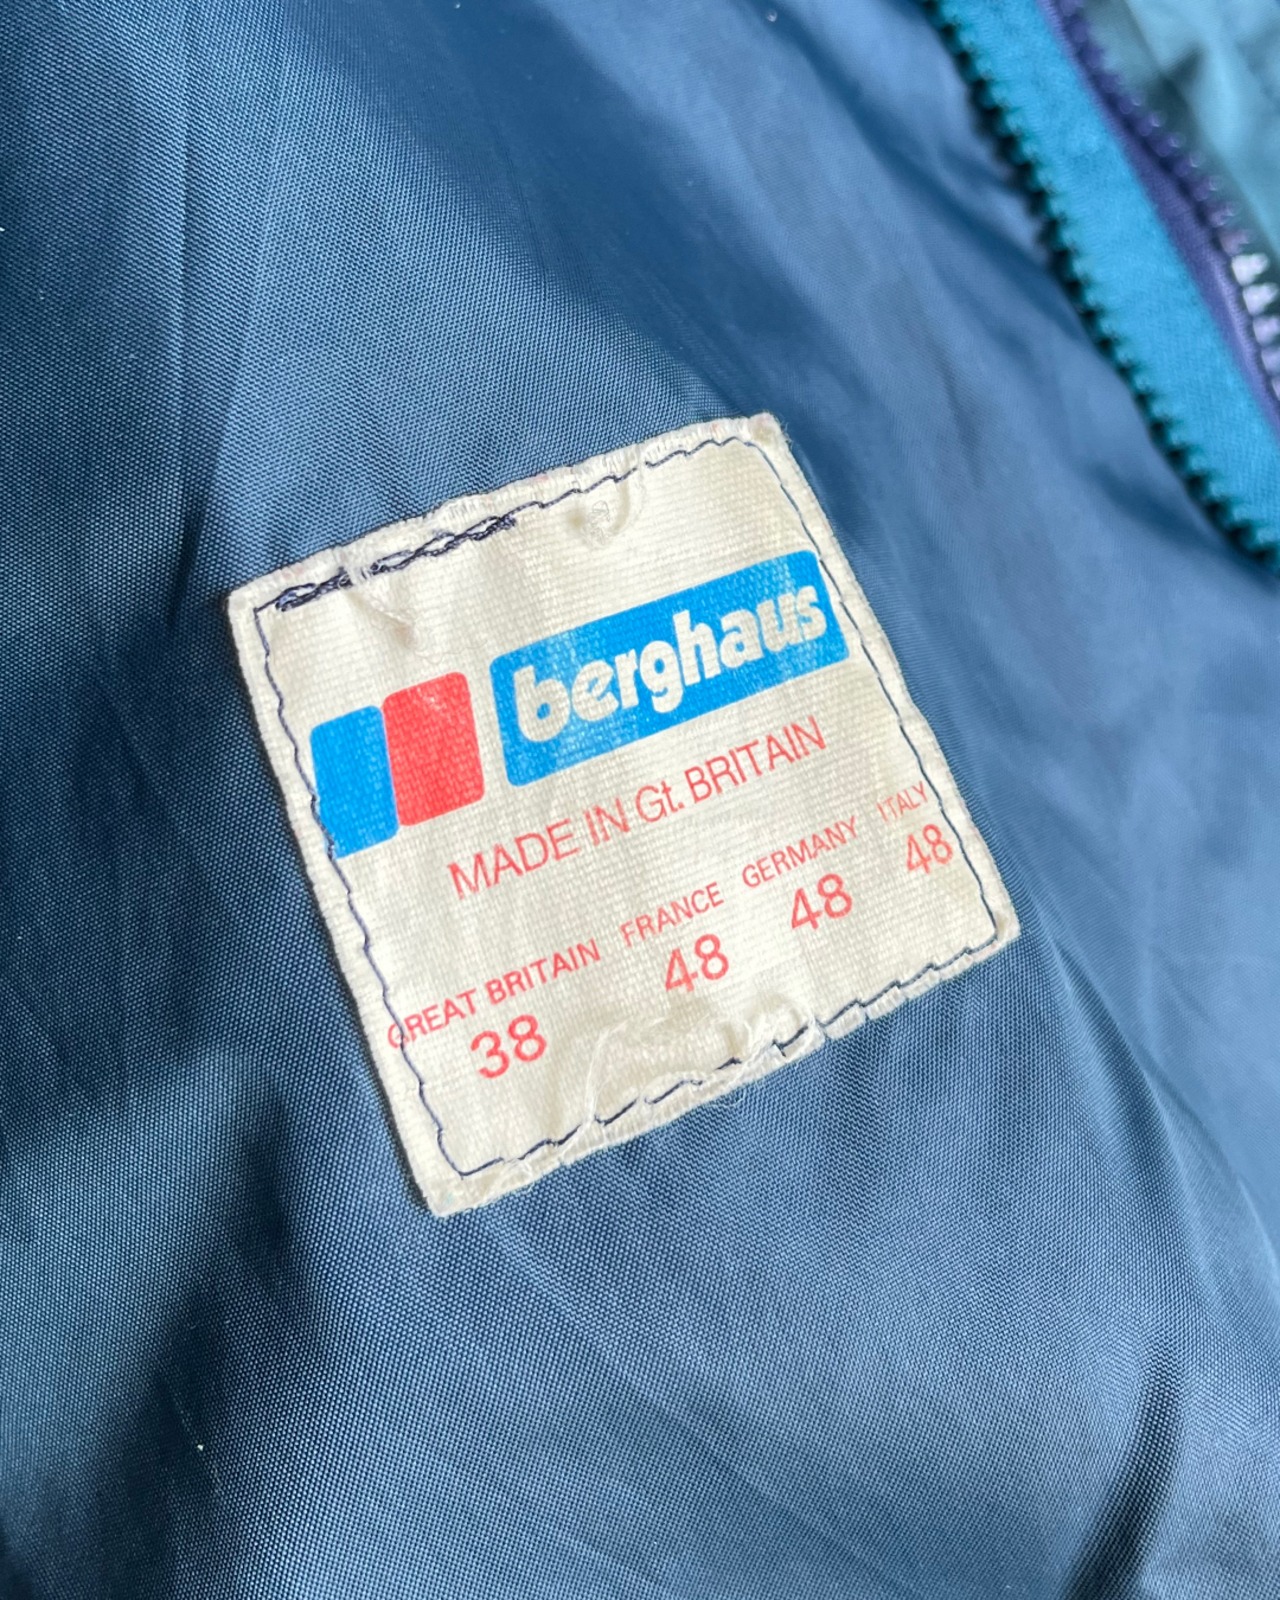 berghaus
MADE IN Gt. BRITAIN
GREAT BRITAIN FRANCE GERMANY ITALY
38 48 48 48